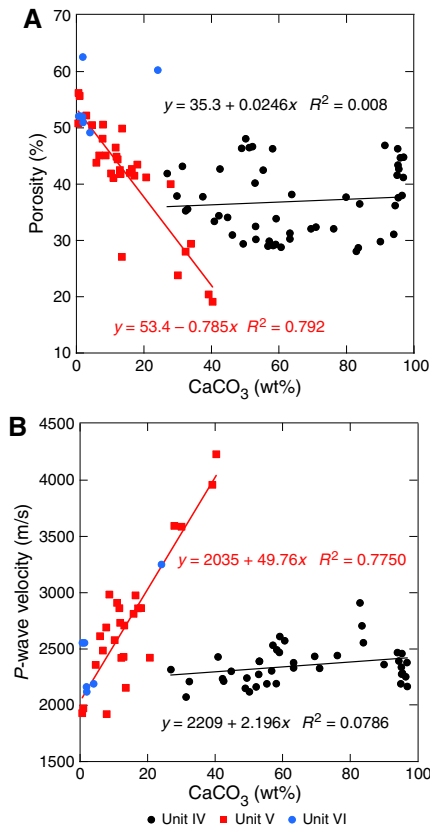 A
70
60
50
40
30
20
10
Porosity (%)
y = 35.3 + 0.0246x R² = 0.008
y = 53.4 – 0.785x R² = 0.792
0 20 40 60 80 100
CaCO₃ (wt%)
B
4500
4000
3500
3000
2500
2000
1500
P-wave velocity (m/s)
y = 2035 + 49.76x R² = 0.7750
y = 2209 + 2.196x R² = 0.0786
0 20 40 60 80 100
CaCO₃ (wt%)
Unit IV Unit V Unit VI